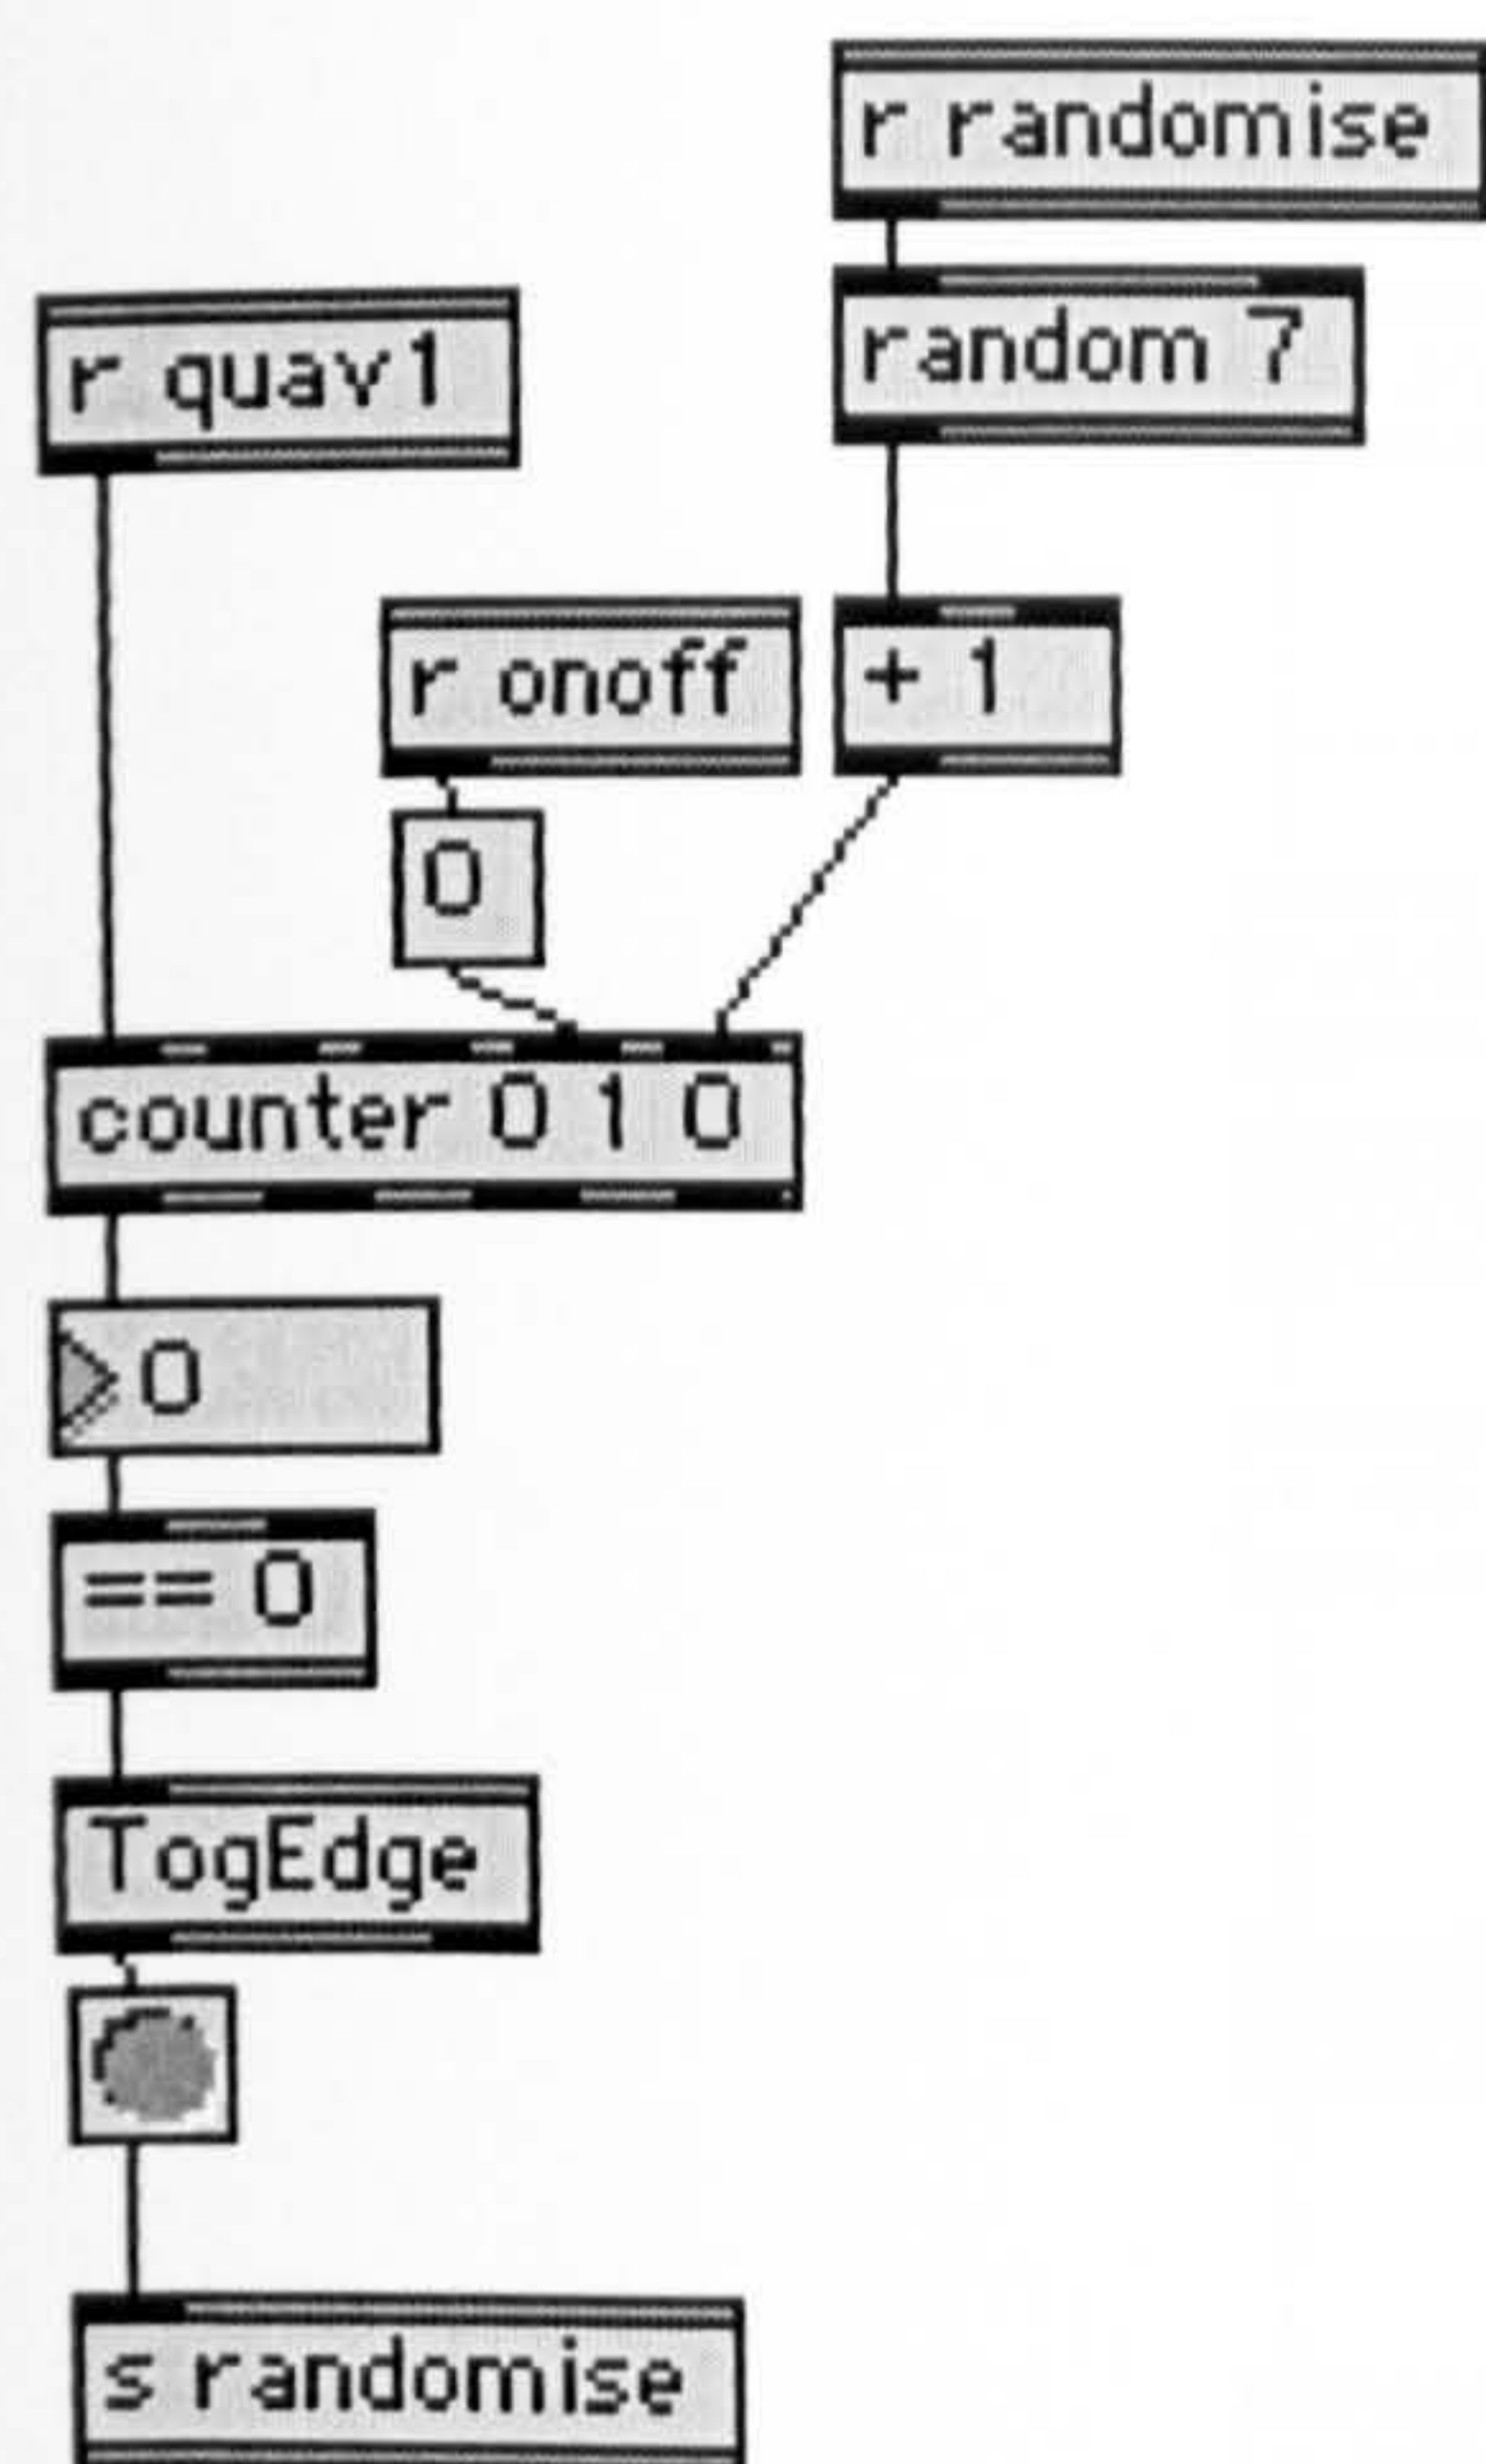 r randomise
random 7
r quav1
r onoff
+ 1
0
counter 0 1 0
0
== 0
TogEdge
s randomise